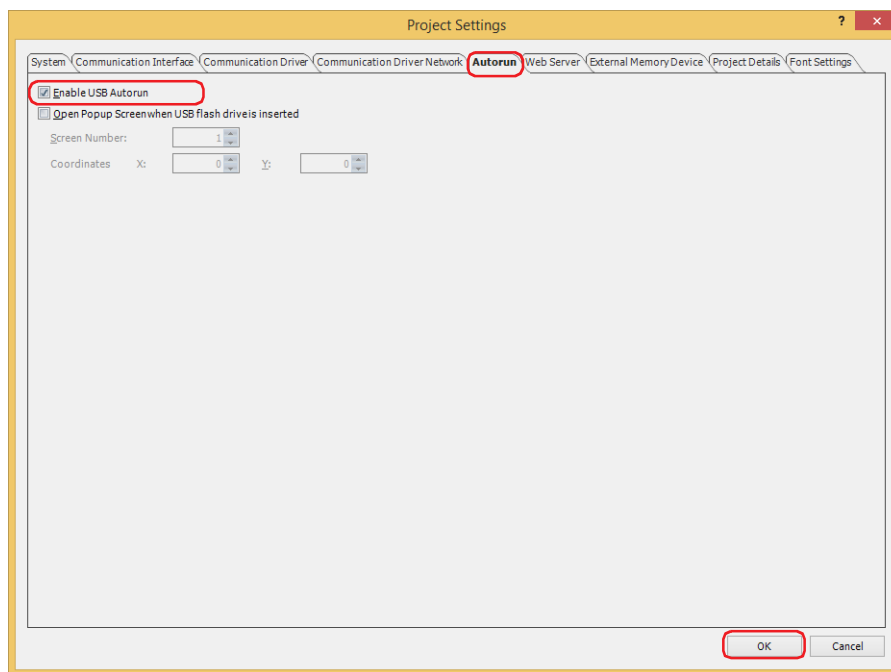 Project Settings
?
System Communication Interface Communication Driver Communication Driver Network Autorun Web Server External Memory Device Project Details Font Settings
Enable USB Autorun
Open Popup Screen when USB flash drive is inserted
Screen Number: 1
Coordinates X: 0 Y: 0
OK Cancel